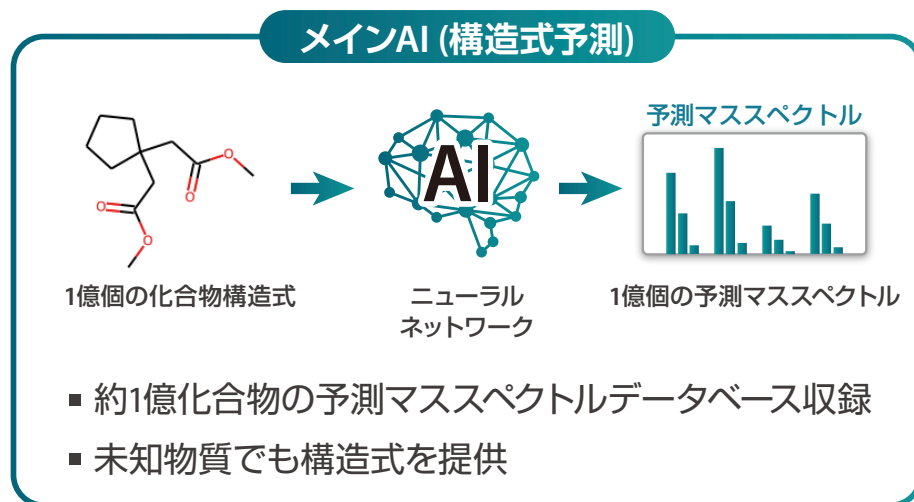 メインAI (構造式予測)
予測マススペクトル
O
O
O
O
AI
1億個の化合物構造式
ニューラル
ネットワーク
1億個の予測マススペクトル
▪ 約1億化合物の予測マススペクトルデータベース収録
▪ 未知物質でも構造式を提供